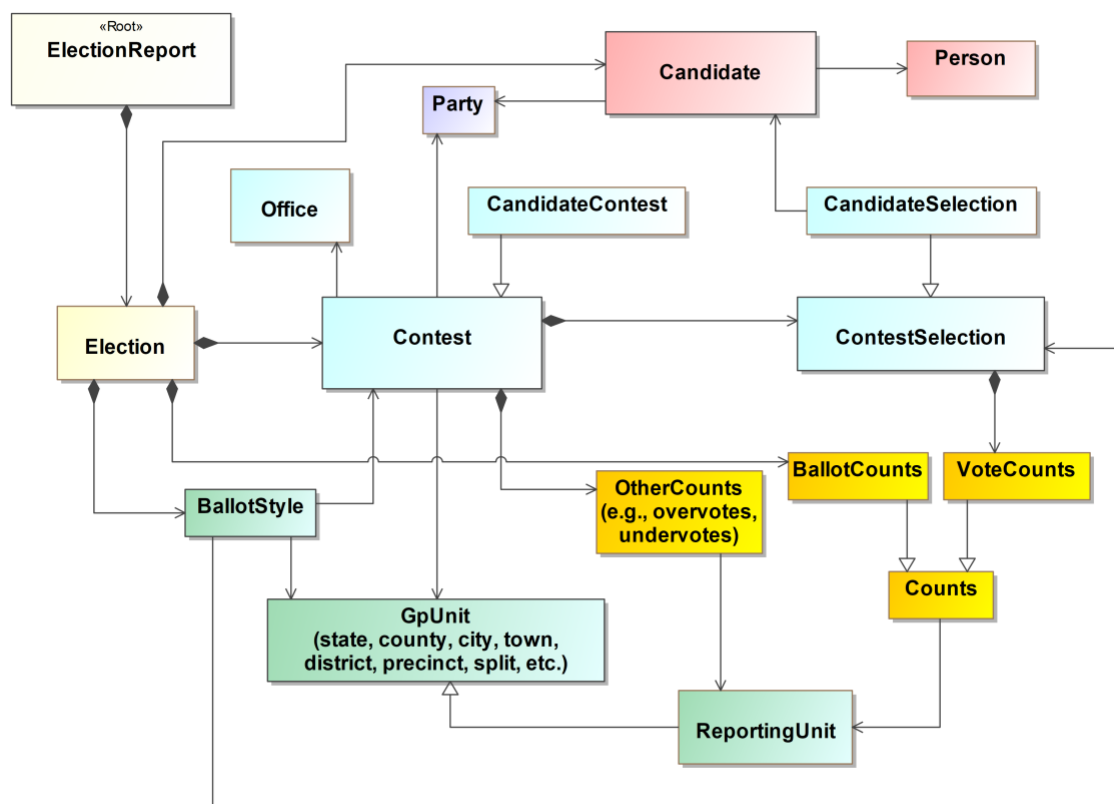 «Root»
ElectionReport
Candidate
Person
Party
Office
CandidateContest
CandidateSelection
Election
Contest
ContestSelection
BallotStyle
OtherCounts
(e.g., overvotes,
undervotes)
BallotCounts
VoteCounts
Counts
GpUnit
(state, county, city, town,
district, precinct, split, etc.)
ReportingUnit